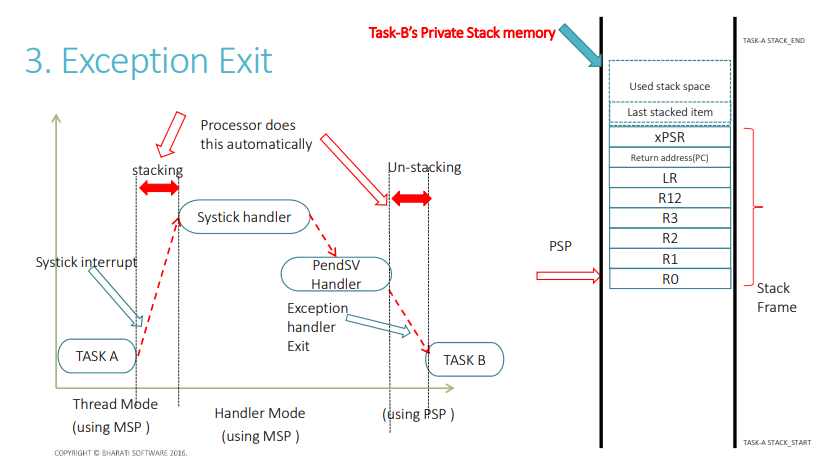 Task-B's Private Stack memory
TASK-A STACK_END
3. Exception Exit
Used stack space
Last stacked item
Processor does
this automatically
xPSR
Return address(PC)
stacking
Un-stacking
LR
R12
Systick handler
R3
R2
PSP
R1
Systick interrupt
PendSV
Handler
R0
Stack
Frame
Exception
handler
Exit
TASK A
TASK B
Thread Mode
(using MSP )
Handler Mode
(using MSP )
(using PSP )
TASK-A STACK_START
COPYRIGHT © BHARATI SOFTWARE 2016.